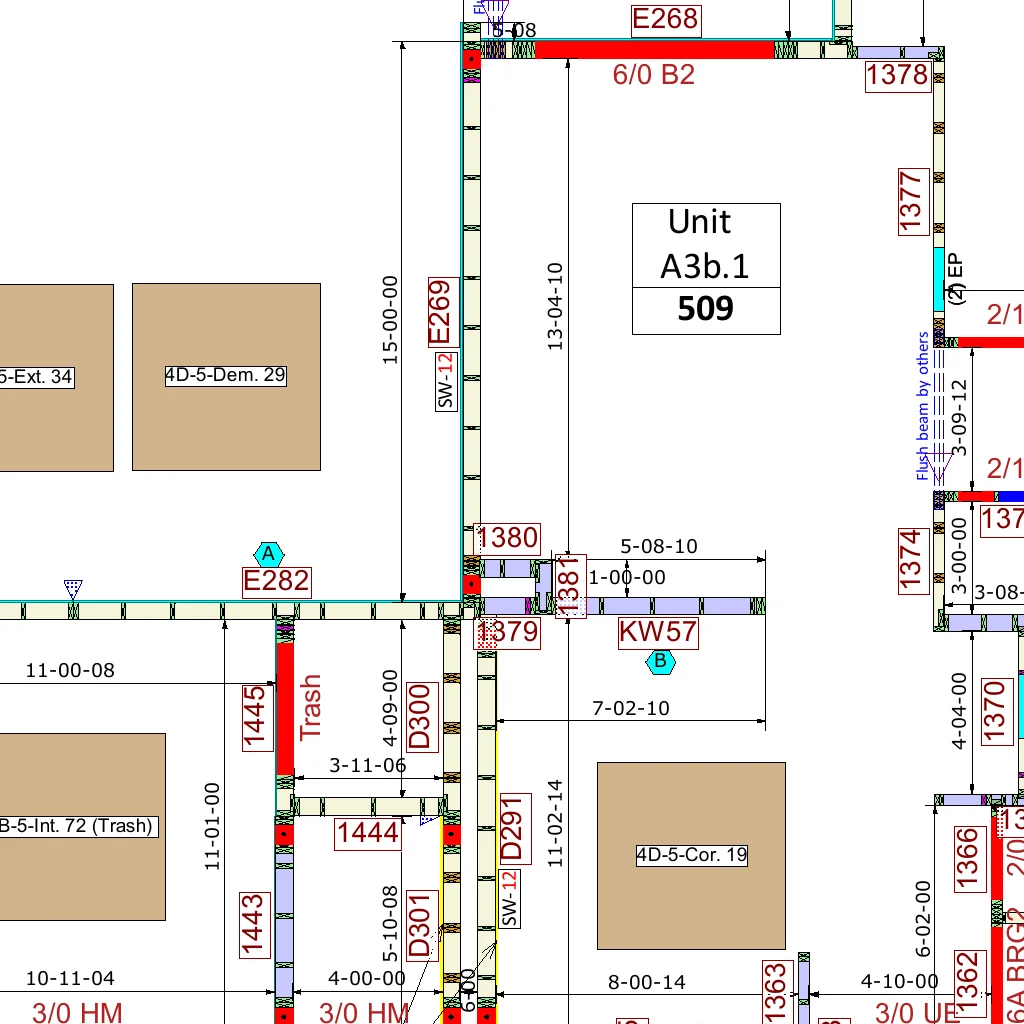 5-08
E268
6/0 B2
1378
1377
Unit
A3b.1
509
(2) EP
15-00-00
E269
SW-12
13-04-10
2/1
Flush beam by others
3-09-12
5-Ext. 34
4D-5-Dem. 29
2/1
137
1380
5-08-10
1374
3-00-00
A
E282
1381
1-00-00
3-08-
1379
KW57
B
11-00-08
1445
Trash
4-09-00
D300
7-02-10
4-04-00
1370
3-11-06
11-01-00
11-02-14
B-5-Int. 72 (Trash)
1444
D291
4D-5-Cor. 19
1366
13
2/0
1443
5-10-08
D301
SW-12
6-02-00
6A BRG2
10-11-04
4-00-00
6-00
8-00-14
1363
4-10-00
1362
3/0 HM
3/0 HM
3/0 UE